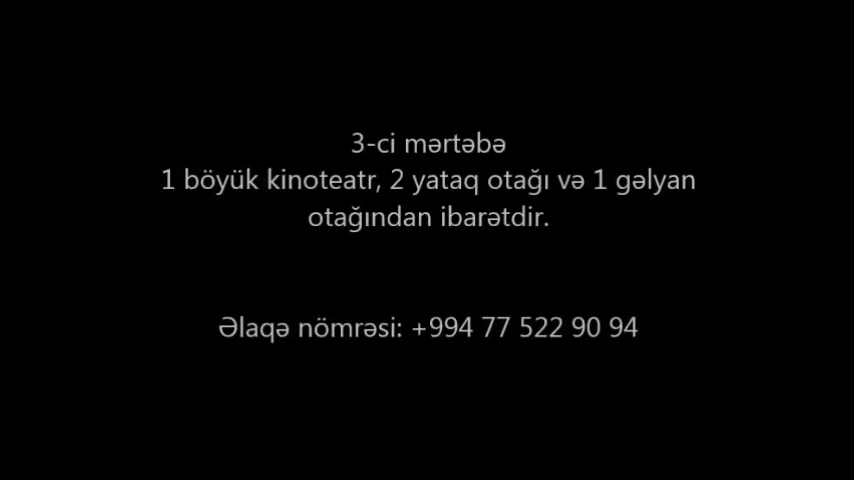 3-ci mərtəbə
1 böyük kinoteatr, 2 yataq otağı və 1 gəlyan
otağından ibarətdir.
Əlaqə nömrəsi: +994 77 522 90 94